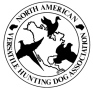 NORTH AMERICAN
VERSATILE HUNTING DOG ASSOCIATION